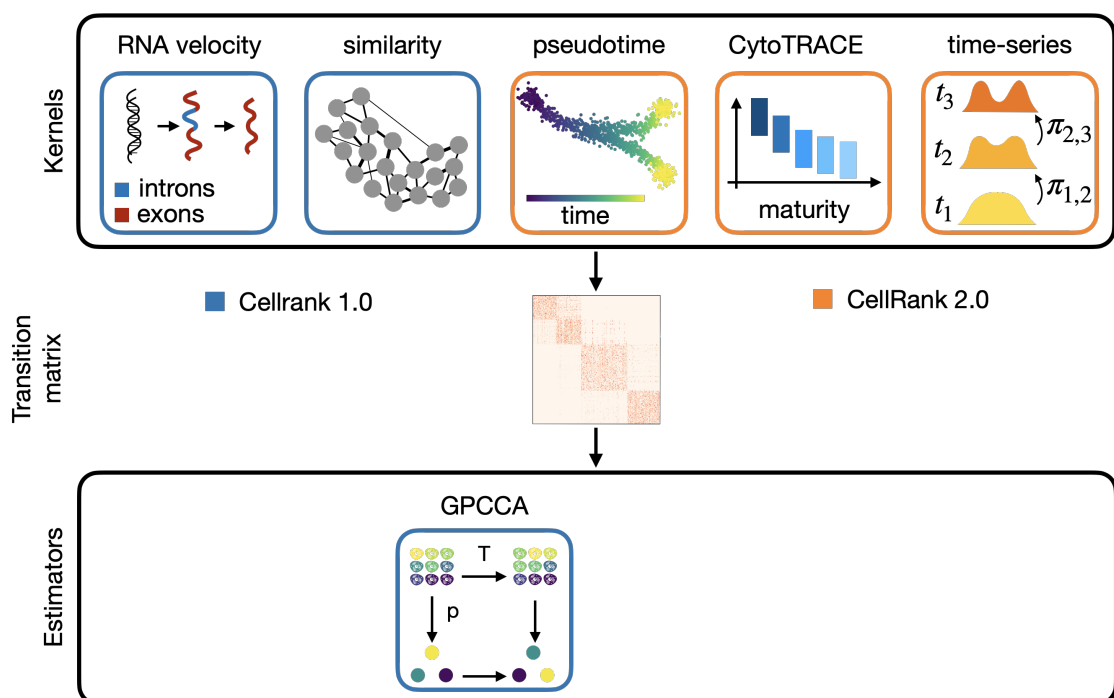 RNA velocity
similarity
pseudotime
CytoTRACE
time-series
Kernels
introns
exons
time
maturity
t3
t2
t1
π2,3
π1,2
Cellrank 1.0
CellRank 2.0
Transition
matrix
Estimators
GPCCA
T
p